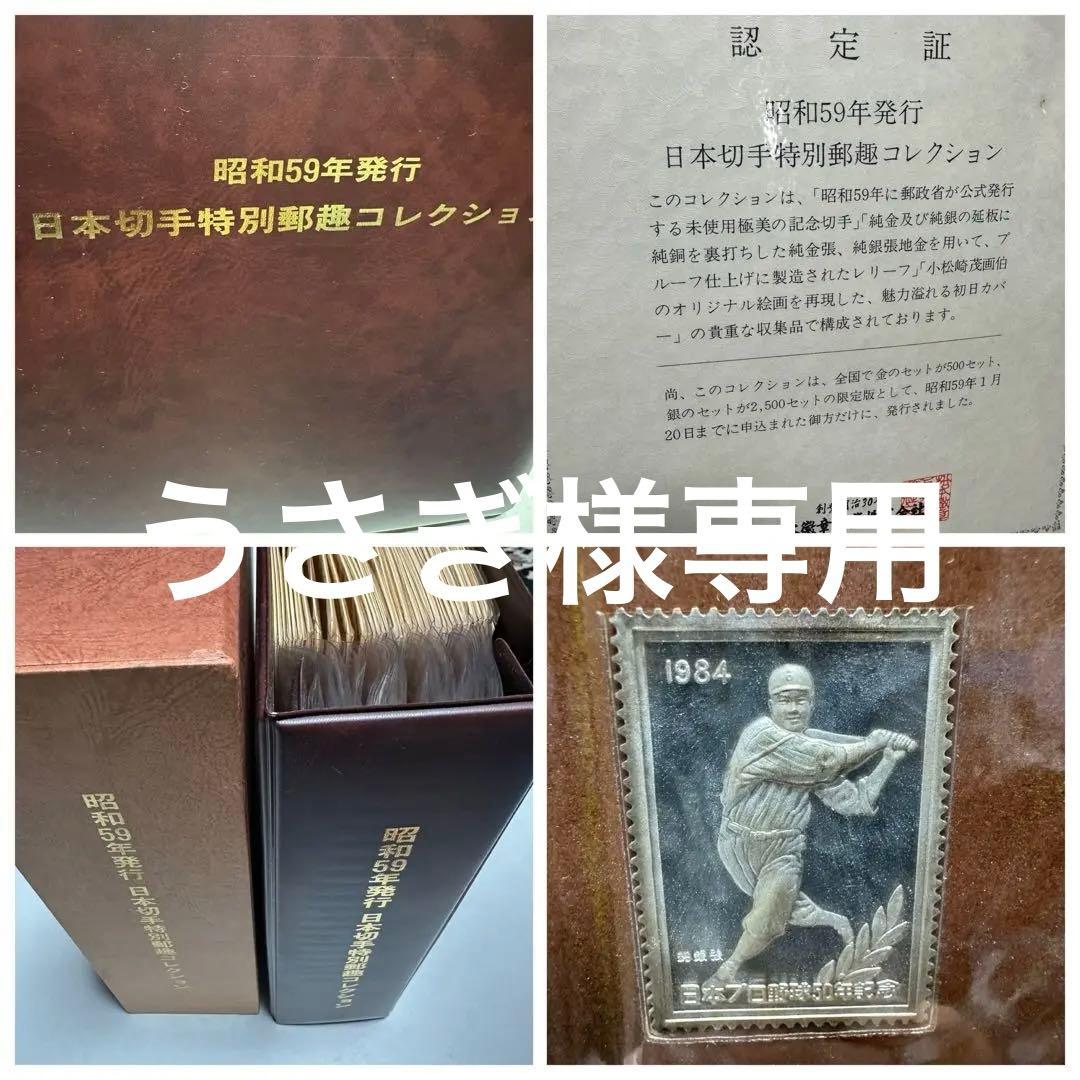 昭和59年発行
日本切手特別郵趣コレクション
認定証
昭和59年発行
日本切手特別郵趣コレクション
このコレクションは、「昭和59年に郵政省が公式発行
する未使用極美の記念切手」「純金及び純銀の延板に
純銅を裏打ちした純金張、純銀張地金を用いて、プ
ルーフ仕上げに製造されたレリーフ」「小松崎茂画伯
のオリジナル絵画を再現した、魅力溢れる初日カバ
ー」の貴重な収集品で構成されております。
尚、このコレクションは、全国で金のセットが500セット、
銀のセットが2,500セットの限定版として、昭和59年1月
20日までに申込まれた御方だけに、発行されました。
うさぎ様専用
昭和59年発行 日本切手特別郵趣コレクション
昭和59年発行 日本切手特別郵趣コレクション
1984
純銀張
日本プロ野球50年記念